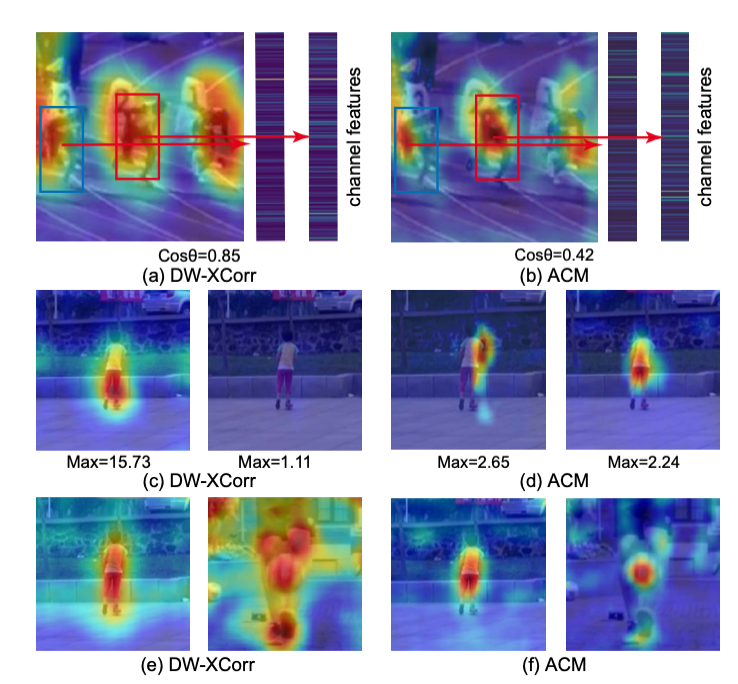 channel features
channel features
Cosθ=0.85
Cosθ=0.42
(a) DW-XCorr
(b) ACM
Max=15.73
Max=1.11
Max=2.65
Max=2.24
(c) DW-XCorr
(d) ACM
(e) DW-XCorr
(f) ACM